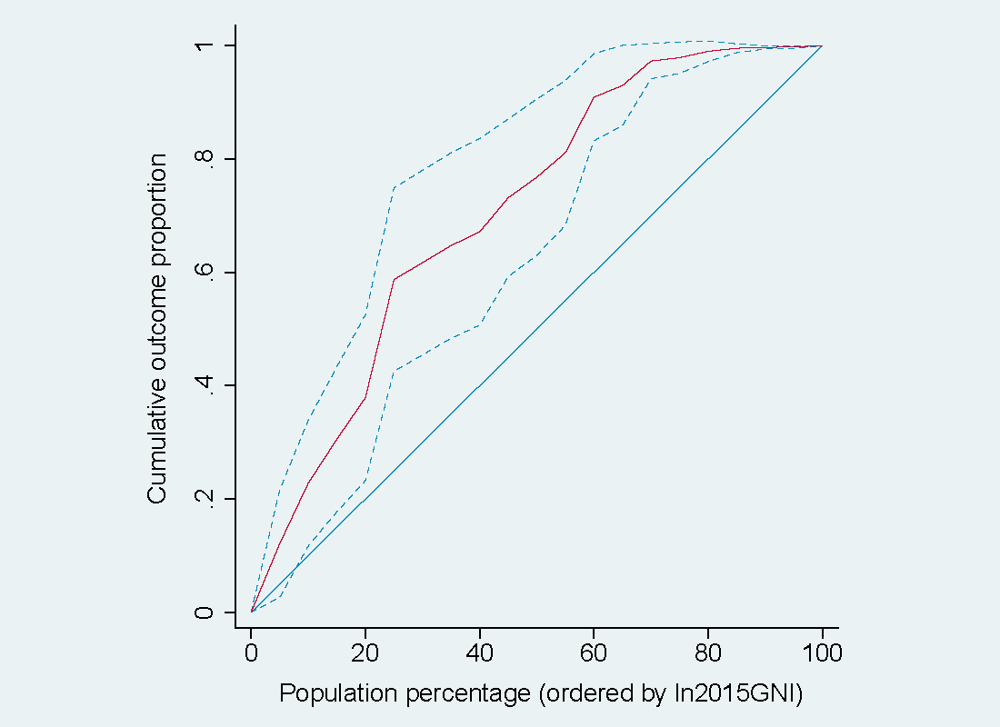 Cumulative outcome proportion
1
.8
.6
.4
.2
0
0 20 40 60 80 100
Population percentage (ordered by ln2015GNI)